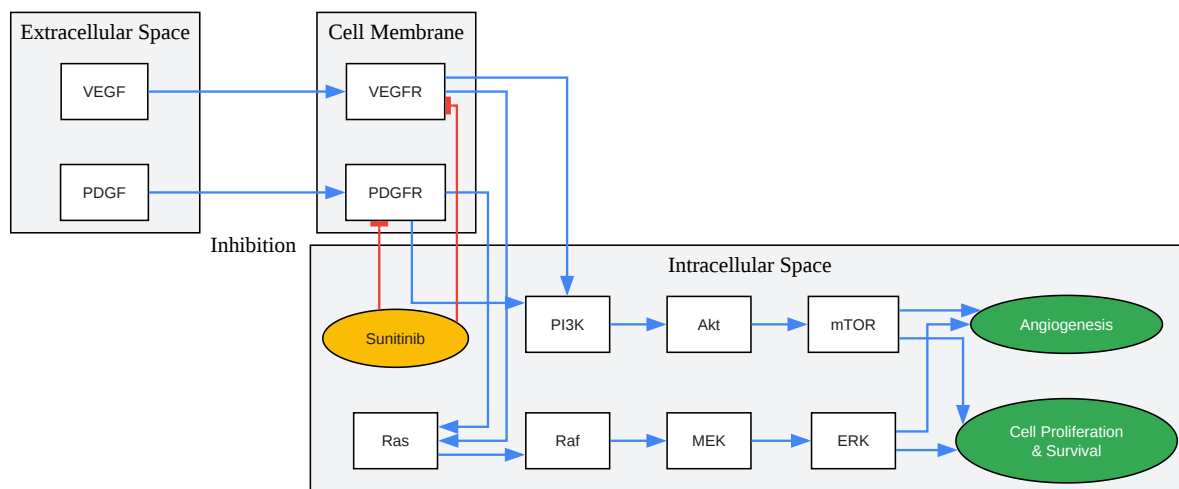 Extracellular Space
Cell Membrane
VEGF
VEGFR
PDGF
PDGFR
Inhibition
Intracellular Space
Sunitinib
PI3K
Akt
mTOR
Angiogenesis
Ras
Raf
MEK
ERK
Cell Proliferation
& Survival